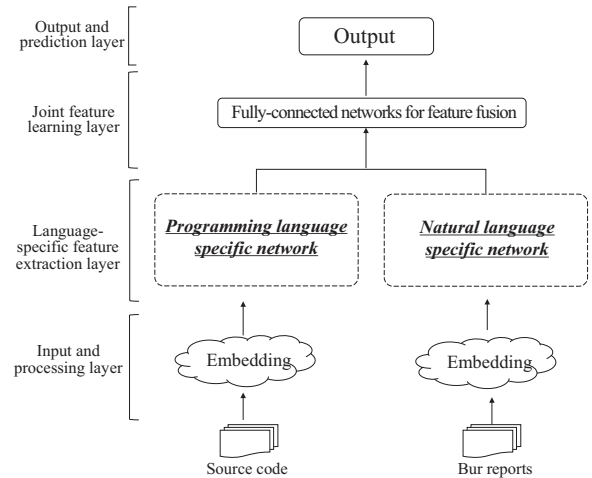 Output and
prediction layer
Output
Joint feature
learning layer
Fully-connected networks for feature fusion
Language-
specific feature
extraction layer
Programming language
specific network
Natural language
specific network
Input and
processing layer
Embedding
Embedding
Source code
Bur reports